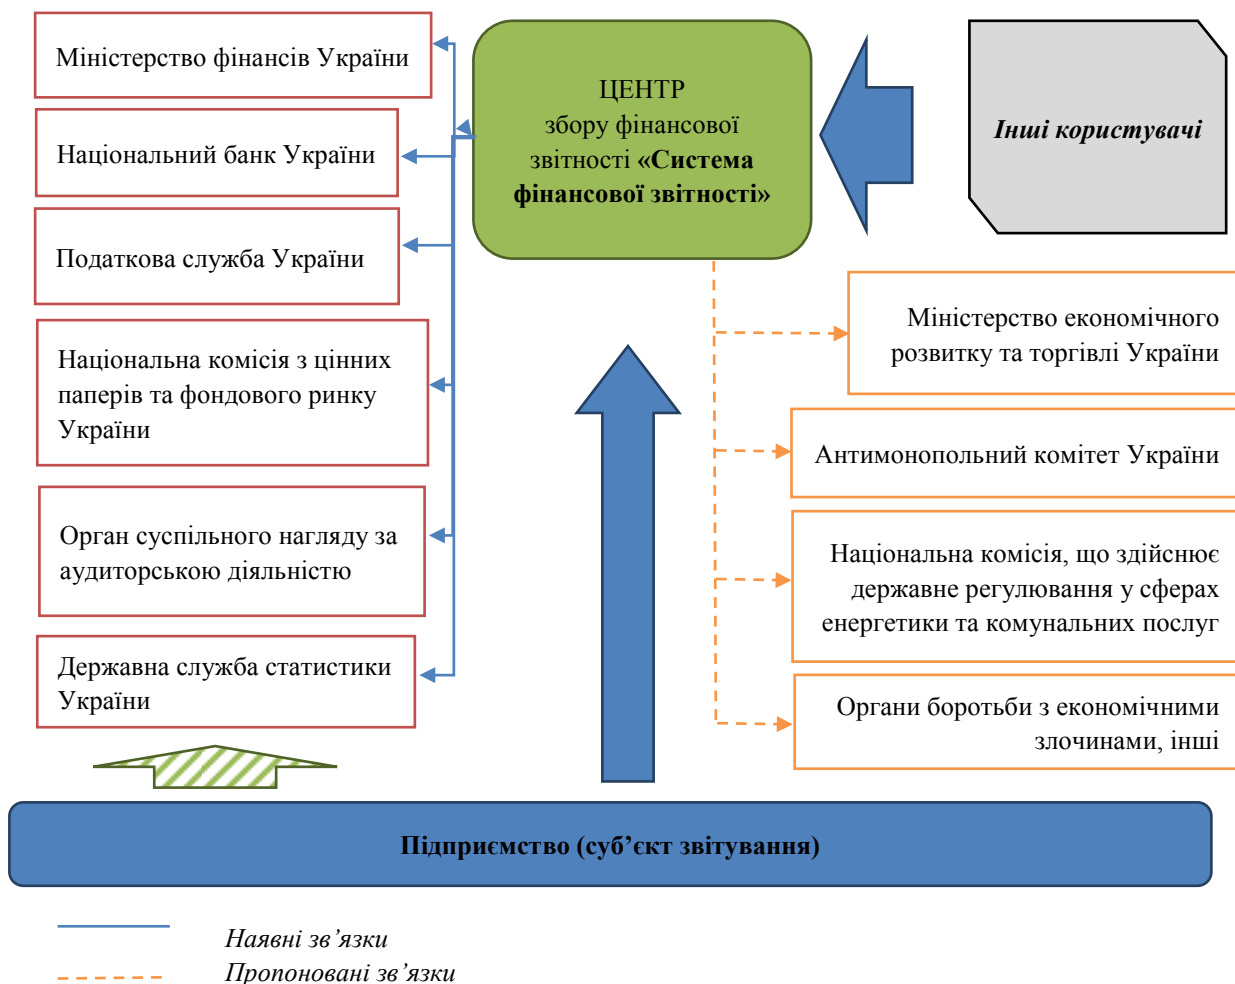 Міністерство фінансів України
Національний банк України
Податкова служба України
Національна комісія з цінних
паперів та фондового ринку
України
Орган суспільного нагляду за
аудиторською діяльністю
Державна служба статистики
України
ЦЕНТР
збору фінансової
звітності «Система
фінансової звітності»
Інші користувачі
Міністерство економічного
розвитку та торгівлі України
Антимонопольний комітет України
Національна комісія, що здійснює
державне регулювання у сферах
енергетики та комунальних послуг
Органи боротьби з економічними
злочинами, інші
Підприємство (суб’єкт звітування)
Наявні зв’язки
Пропоновані зв’язки